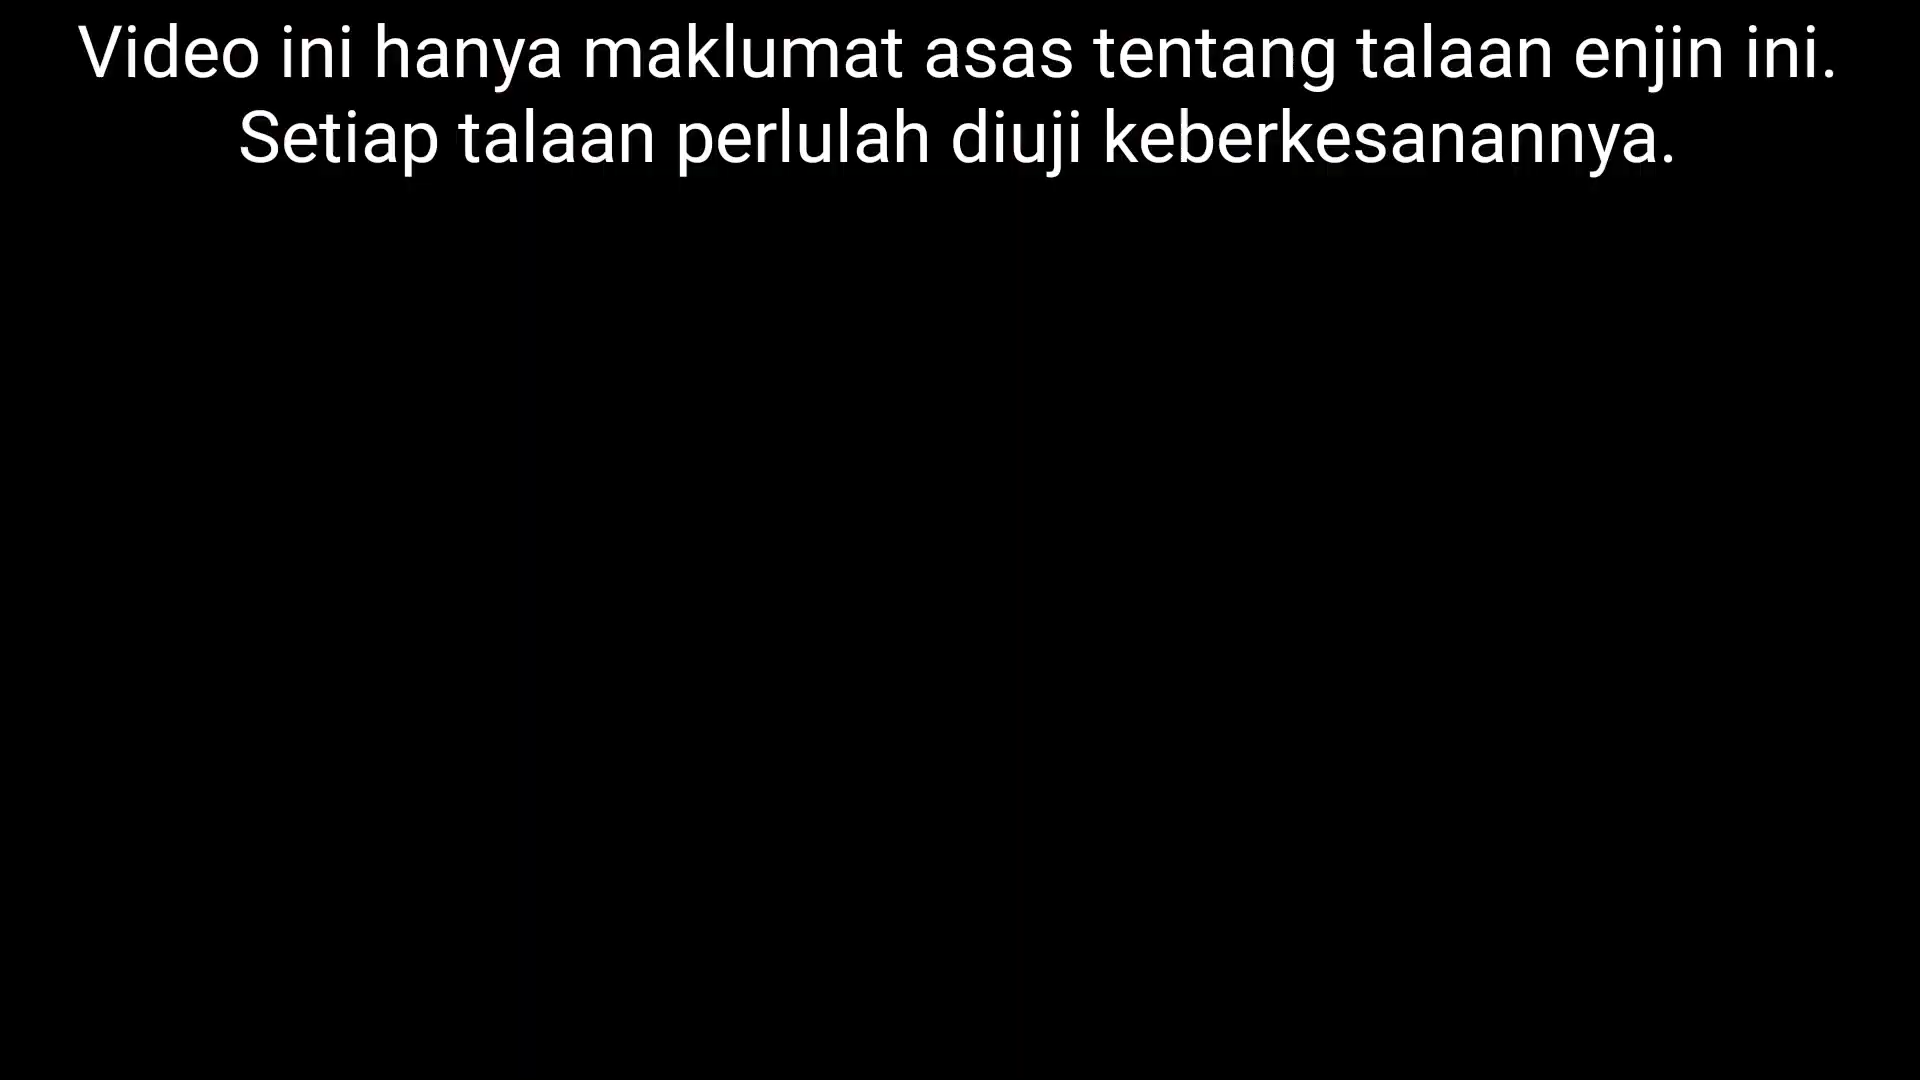 Video ini hanya maklumat asas tentang talaan enjin ini.
Setiap talaan perlulah diuji keberkesanannya.